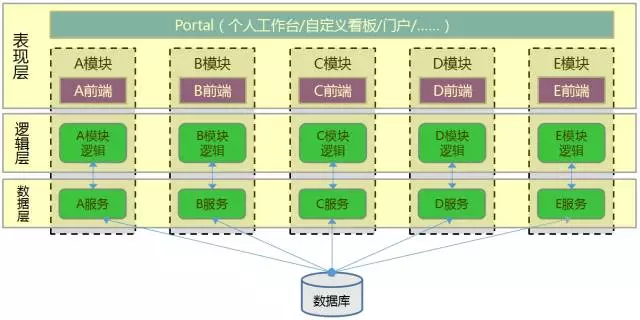 Portal（个人工作台/自定义看板/门户/……）
表现层
A模块
B模块
C模块
D模块
E模块
A前端
B前端
C前端
D前端
E前端
逻辑层
A模块
逻辑
B模块
逻辑
C模块
逻辑
D模块
逻辑
E模块
逻辑
数据层
A服务
B服务
C服务
D服务
E服务
数据库